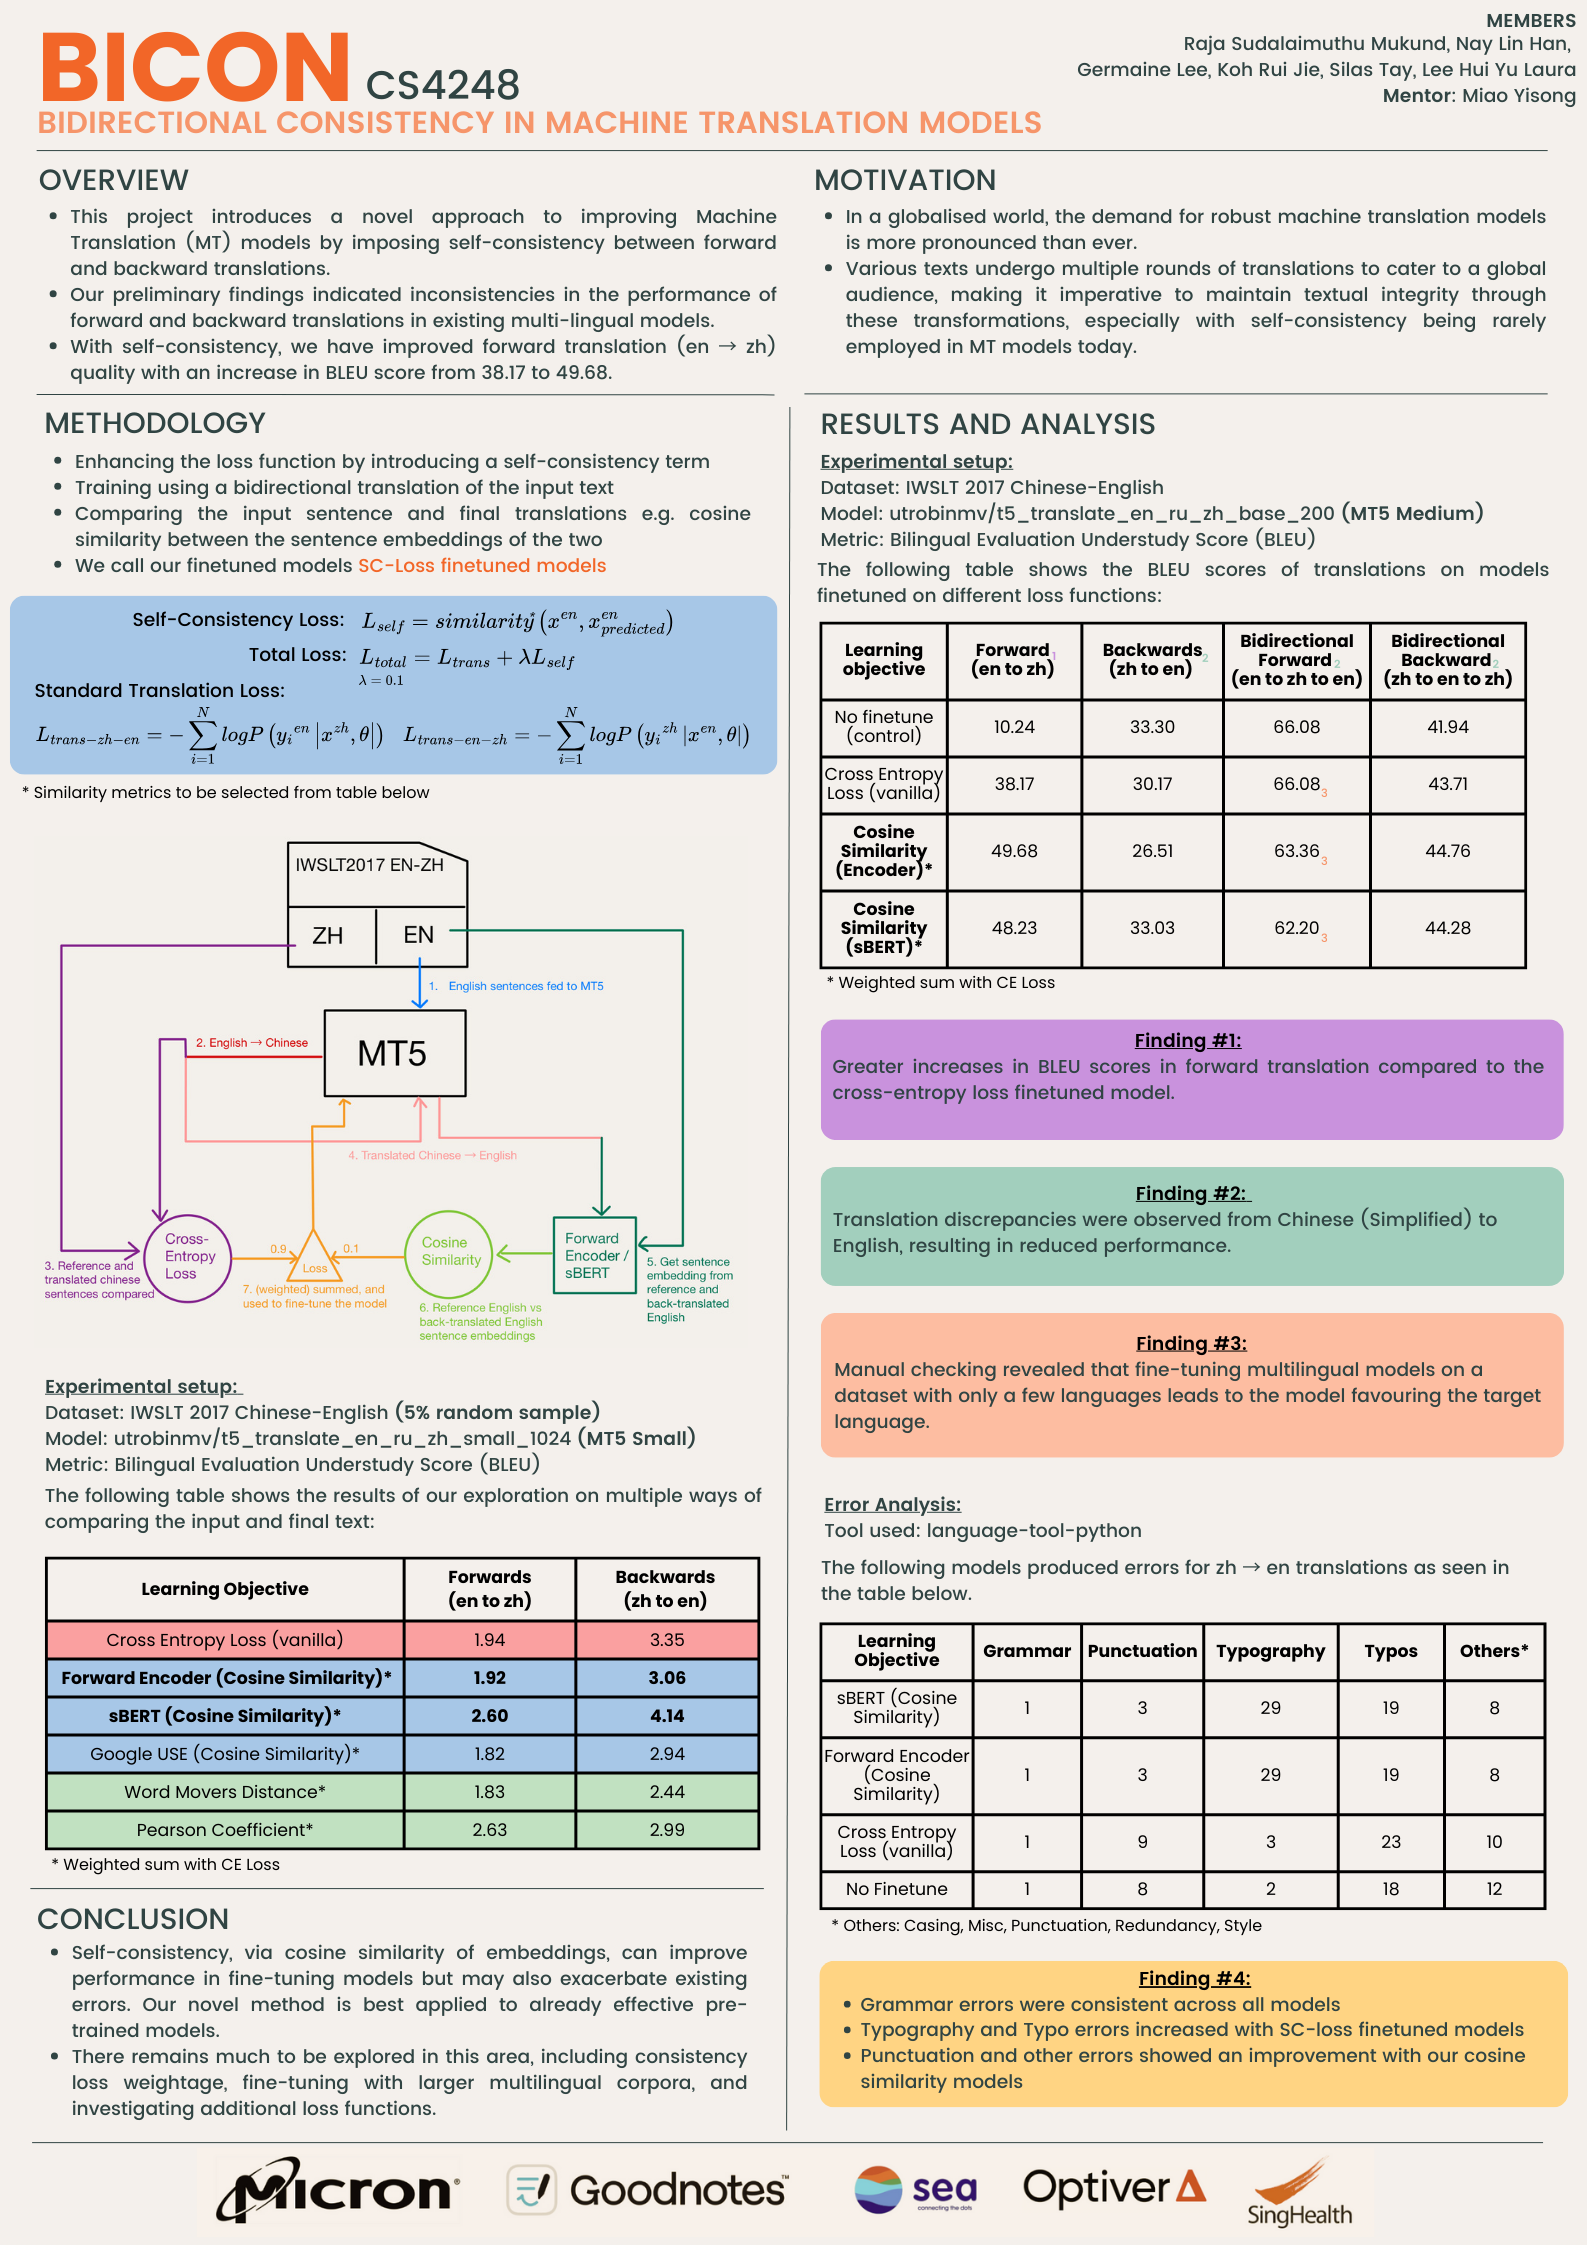 BICON CS4248
BIDIRECTIONAL CONSISTENCY IN MACHINE TRANSLATION MODELS
MEMBERS
Raja Sudalaimuthu Mukund, Nay Lin Han,
Germaine Lee, Koh Rui Jie, Silas Tay, Lee Hui Yu Laura
Mentor: Miao Yisong
OVERVIEW
• This project introduces a novel approach to improving Machine
Translation (MT) models by imposing self-consistency between forward
and backward translations.
• Our preliminary findings indicated inconsistencies in the performance of
forward and backward translations in existing multi-lingual models.
• With self-consistency, we have improved forward translation (en → zh)
quality with an increase in BLEU score from 38.17 to 49.68.
MOTIVATION
• In a globalised world, the demand for robust machine translation models
is more pronounced than ever.
• Various texts undergo multiple rounds of translations to cater to a global
audience, making it imperative to maintain textual integrity through
these transformations, especially with self-consistency being rarely
employed in MT models today.
METHODOLOGY
• Enhancing the loss function by introducing a self-consistency term
• Training using a bidirectional translation of the input text
• Comparing the input sentence and final translations e.g. cosine
similarity between the sentence embeddings of the two
• We call our finetuned models SC-Loss finetuned models
Self-Consistency Loss: L_self = similarity* (x^en, x^en_predicted)
Total Loss: L_total = L_trans + λL_self
λ = 0.1
Standard Translation Loss:
L_trans−zh−en = − ∑_{i=1}^{N} logP (y_i^en |x^zh, θ|) L_trans−en−zh = − ∑_{i=1}^{N} logP (y_i^zh |x^en, θ|)
* Similarity metrics to be selected from table below
IWSLT2017 EN-ZH
ZH EN
1. English sentences fed to MT5
MT5
2. English → Chinese
4. Translated Chinese → English
Cross-
Entropy
Loss
0.9
0.1
Loss
Cosine
Similarity
Forward
Encoder /
sBERT
3. Reference and
translated chinese
sentences compared
7. (weighted) summed, and
used to fine-tune the model
6. Reference English vs
back-translated English
sentence embeddings
5. Get sentence
embedding from
reference and
back-translated
English
Experimental setup:
Dataset: IWSLT 2017 Chinese-English (5% random sample)
Model: utrobinmv/t5_translate_en_ru_zh_small_1024 (MT5 Small)
Metric: Bilingual Evaluation Understudy Score (BLEU)
The following table shows the results of our exploration on multiple ways of
comparing the input and final text:
Learning Objective Forwards (en to zh) Backwards (zh to en)
Cross Entropy Loss (vanilla) 1.94 3.35
Forward Encoder (Cosine Similarity)* 1.92 3.06
sBERT (Cosine Similarity)* 2.60 4.14
Google USE (Cosine Similarity)* 1.82 2.94
Word Movers Distance* 1.83 2.44
Pearson Coefficient* 2.63 2.99
* Weighted sum with CE Loss
CONCLUSION
• Self-consistency, via cosine similarity of embeddings, can improve
performance in fine-tuning models but may also exacerbate existing
errors. Our novel method is best applied to already effective pre-
trained models.
• There remains much to be explored in this area, including consistency
loss weightage, fine-tuning with larger multilingual corpora, and
investigating additional loss functions.
RESULTS AND ANALYSIS
Experimental setup:
Dataset: IWSLT 2017 Chinese-English
Model: utrobinmv/t5_translate_en_ru_zh_base_200 (MT5 Medium)
Metric: Bilingual Evaluation Understudy Score (BLEU)
The following table shows the BLEU scores of translations on models
finetuned on different loss functions:
Learning objective Forward 1 (en to zh) Backwards 2 (zh to en) Bidirectional Forward 2 (en to zh to en) Bidirectional Backward 2 (zh to en to zh)
No finetune (control) 10.24 33.30 66.08 41.94
Cross Entropy Loss (vanilla) 38.17 30.17 66.08 3 43.71
Cosine Similarity (Encoder)* 49.68 26.51 63.36 3 44.76
Cosine Similarity (sBERT)* 48.23 33.03 62.20 3 44.28
* Weighted sum with CE Loss
Finding #1:
Greater increases in BLEU scores in forward translation compared to the
cross-entropy loss finetuned model.
Finding #2:
Translation discrepancies were observed from Chinese (Simplified) to
English, resulting in reduced performance.
Finding #3:
Manual checking revealed that fine-tuning multilingual models on a
dataset with only a few languages leads to the model favouring the target
language.
Error Analysis:
Tool used: language-tool-python
The following models produced errors for zh → en translations as seen in
the table below.
Learning Objective Grammar Punctuation Typography Typos Others*
sBERT (Cosine Similarity) 1 3 29 19 8
Forward Encoder (Cosine Similarity) 1 3 29 19 8
Cross Entropy Loss (vanilla) 1 9 3 23 10
No Finetune 1 8 2 18 12
* Others: Casing, Misc, Punctuation, Redundancy, Style
Finding #4:
• Grammar errors were consistent across all models
• Typography and Typo errors increased with SC-loss finetuned models
• Punctuation and other errors showed an improvement with our cosine
similarity models
Micron®
Goodnotes™
sea
connecting the dots
Optiver
SingHealth